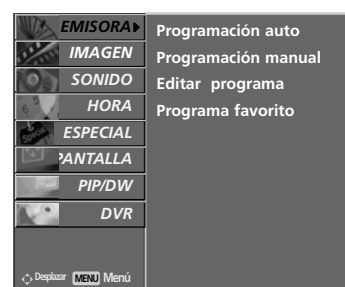 EMISORA
IMAGEN
SONIDO
HORA
ESPECIAL
PANTALLA
PIP/DW
DVR
Desplazar MENU Menú
Programación auto
Programación manual
Editar programa
Programa favorito